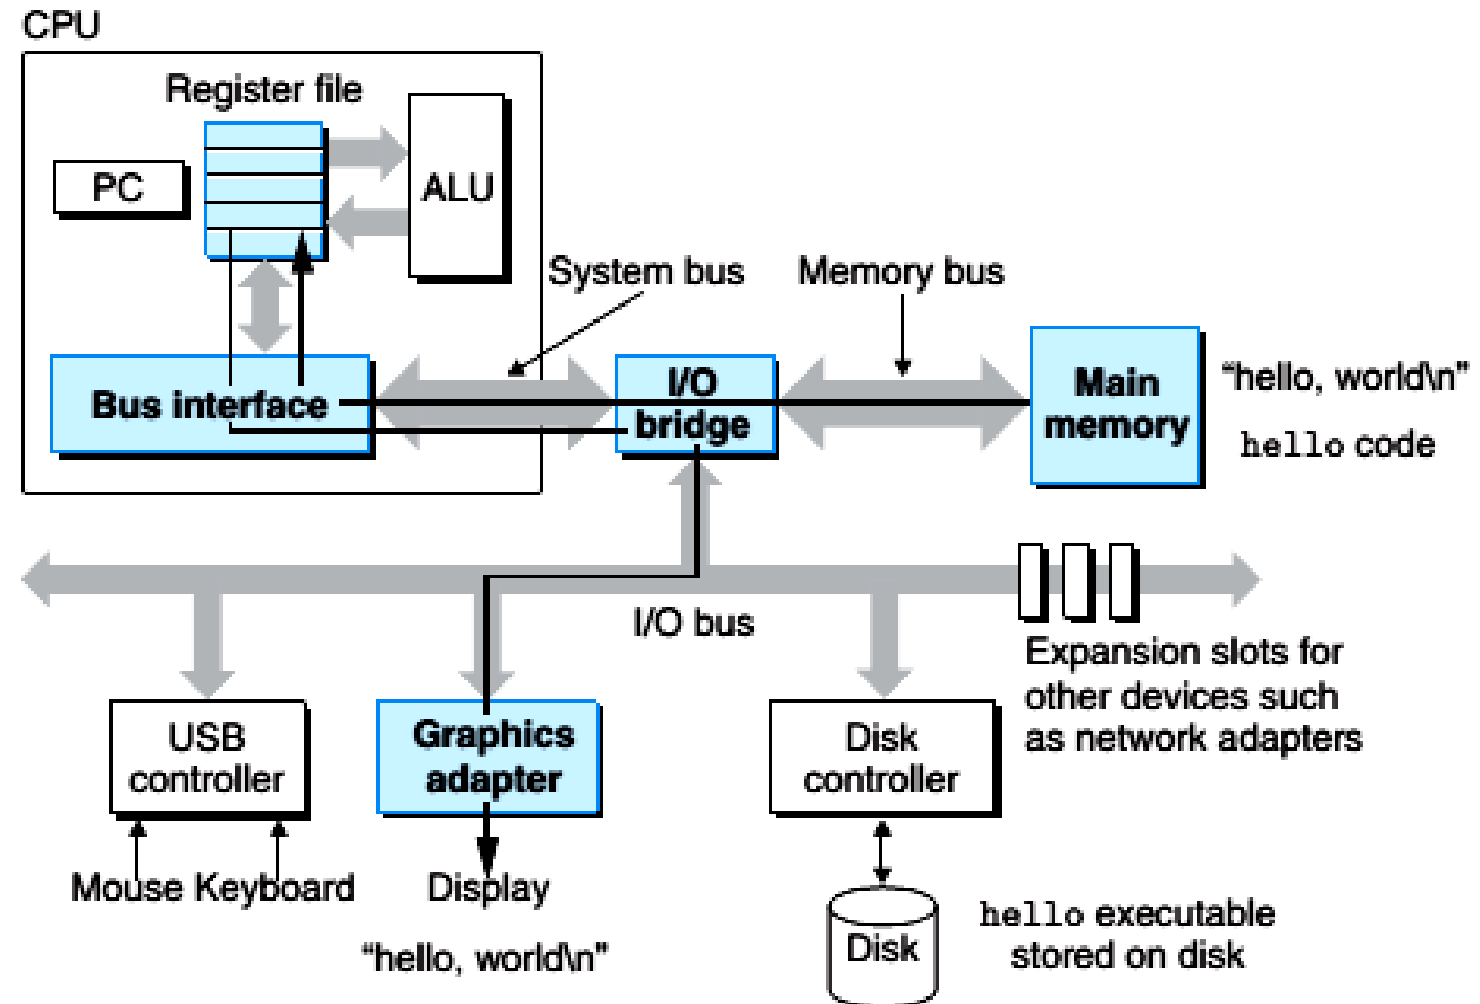 CPU
Register file
PC
ALU
System bus
Memory bus
Bus interface
I/O
bridge
Main
memory
"hello, world\n"
hello code
I/O bus
Expansion slots for
other devices such
as network adapters
USB
controller
Graphics
adapter
Disk
controller
Mouse Keyboard
Display
"hello, world\n"
Disk
hello executable
stored on disk